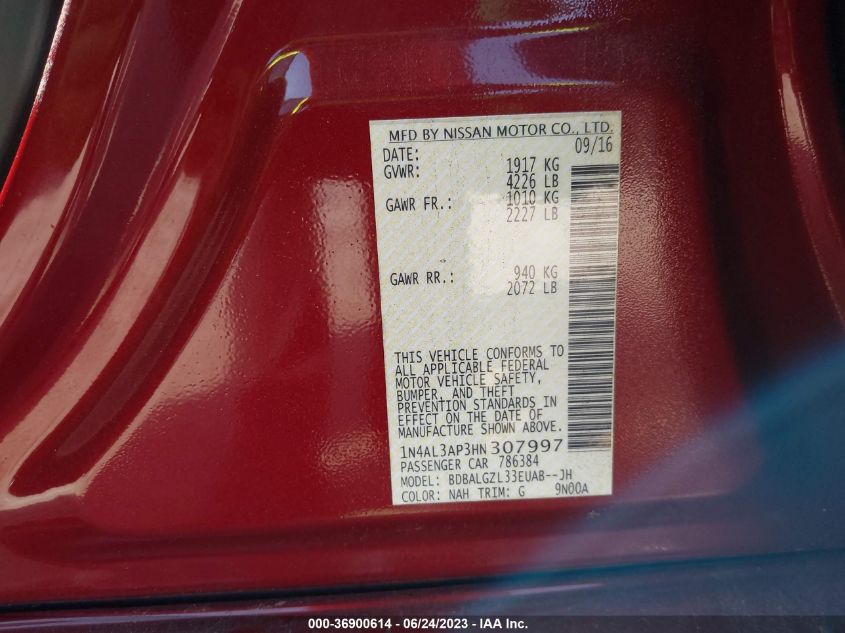 MFD BY NISSAN MOTOR CO., LTD.
DATE: 09/16
GVWR: 1917 KG
4226 LB
GAWR FR.: 1010 KG
2227 LB
GAWR RR.: 940 KG
2072 LB
THIS VEHICLE CONFORMS TO
ALL APPLICABLE FEDERAL
MOTOR VEHICLE SAFETY,
BUMPER, AND THEFT
PREVENTION STANDARDS IN
EFFECT ON THE DATE OF
MANUFACTURE SHOWN ABOVE.
1N4AL3AP3HN307997
PASSENGER CAR 786384
MODEL: BDBALGZL33EUAB--JH
COLOR: NAH TRIM: G 9N00A
000-36900614 - 06/24/2023 - IAA Inc.